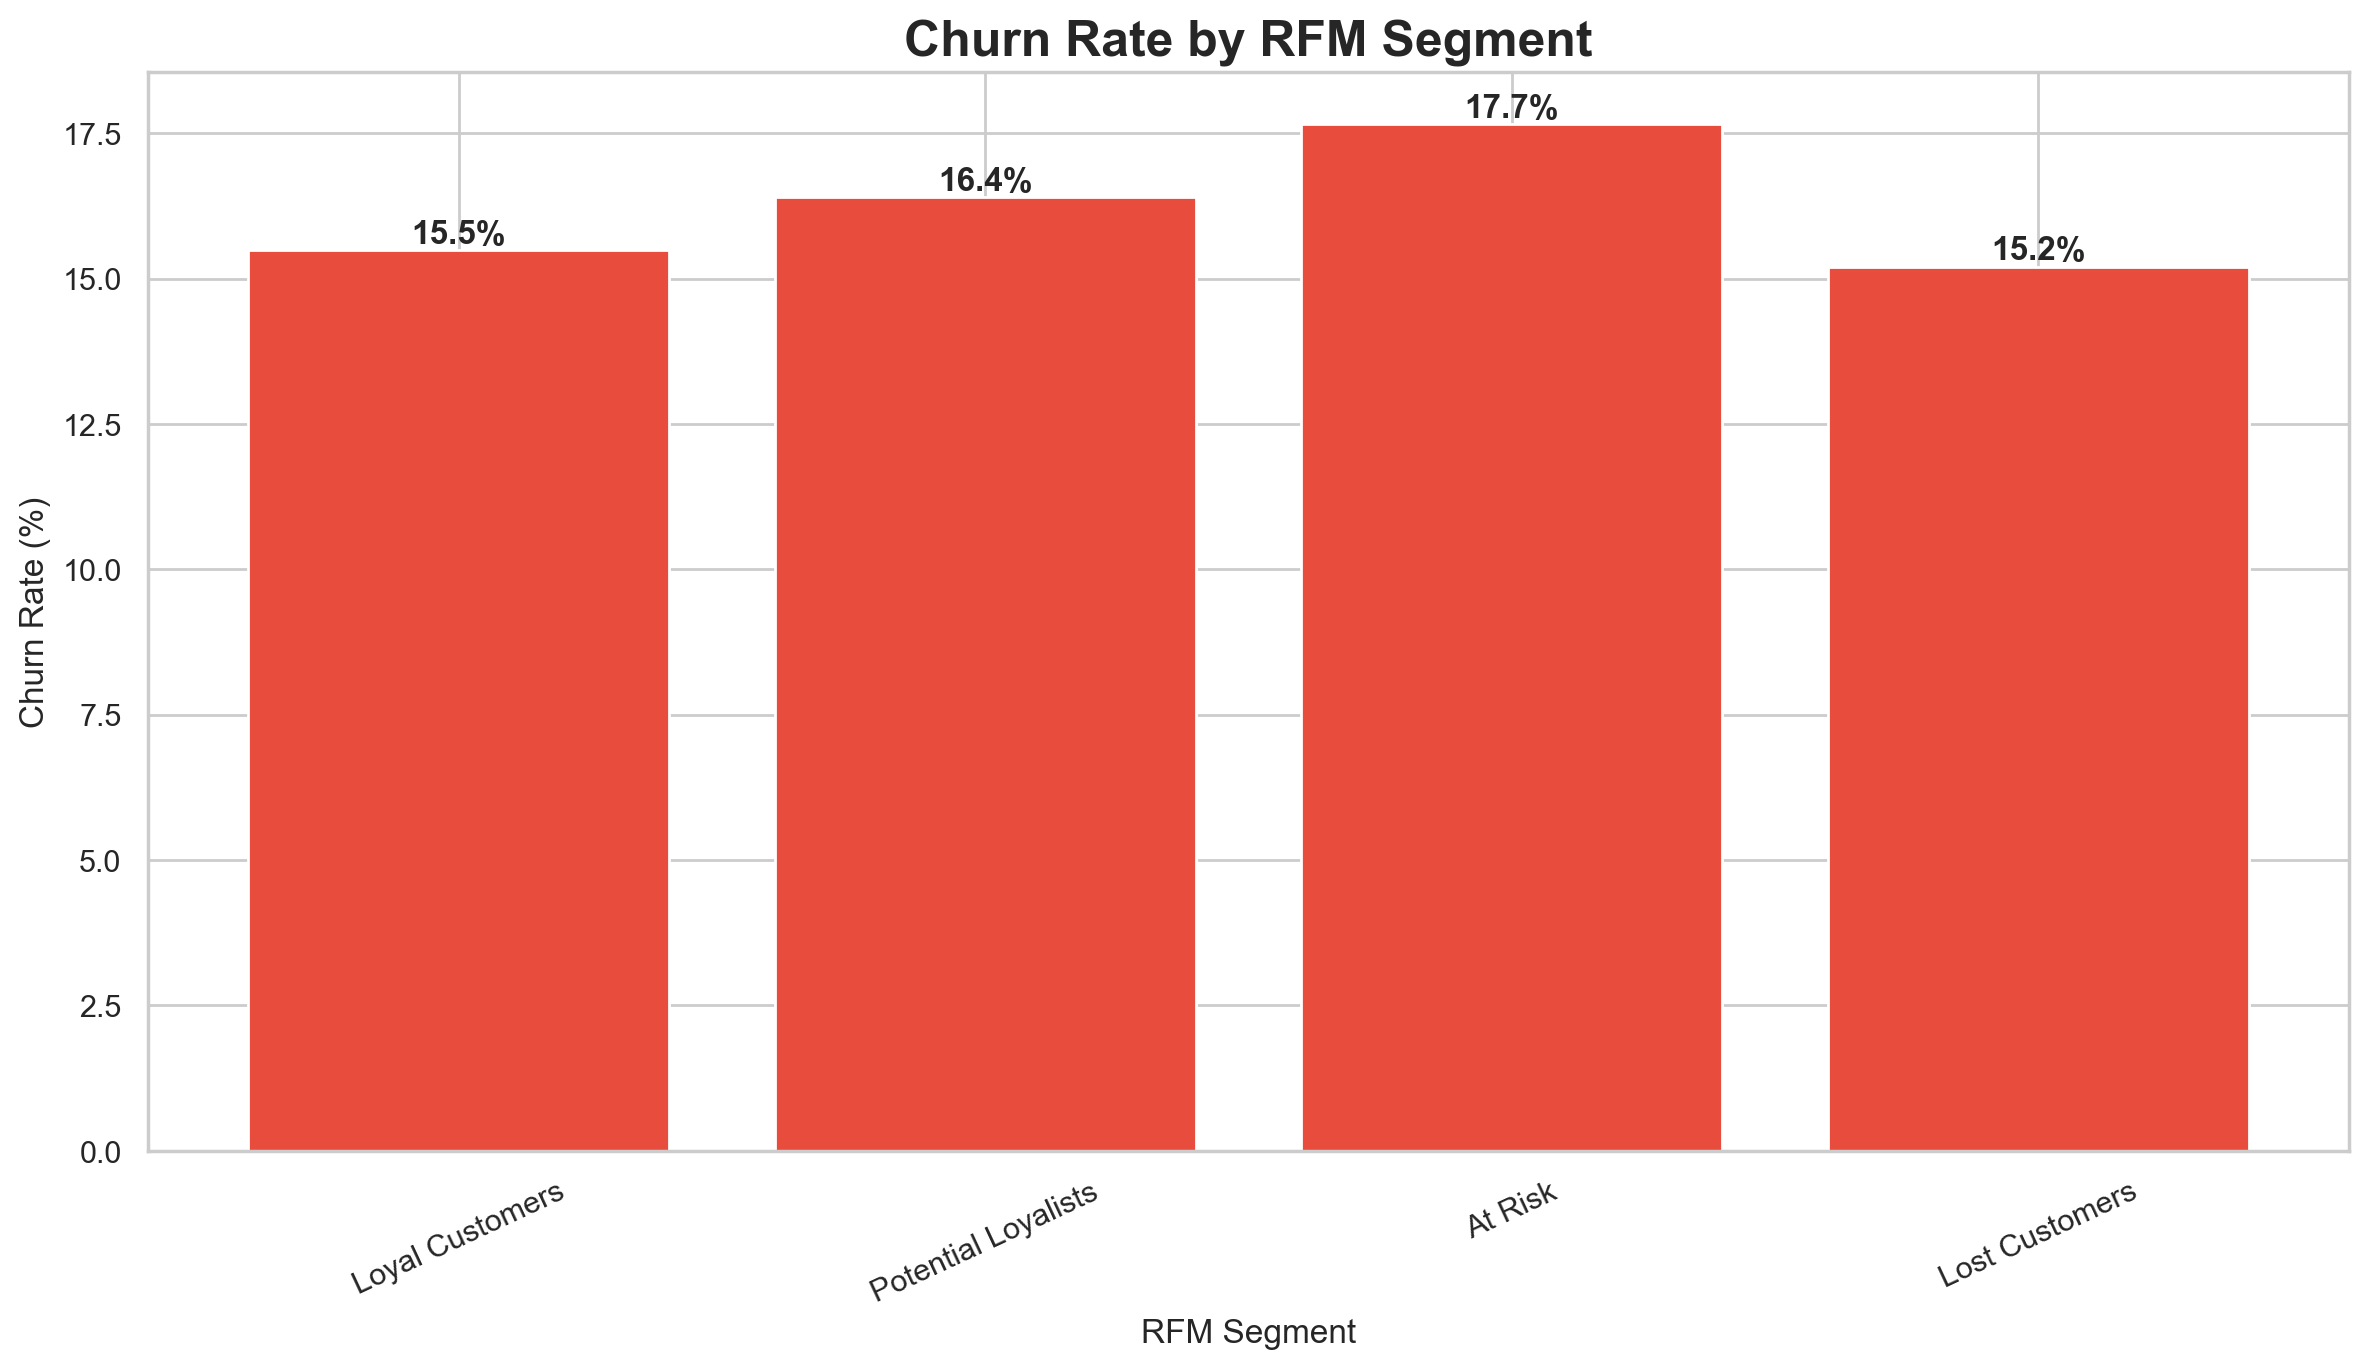 Churn Rate by RFM Segment
17.5
15.0
12.5
10.0
7.5
5.0
2.5
0.0
Churn Rate (%)
15.5%
16.4%
17.7%
15.2%
Loyal Customers
Potential Loyalists
At Risk
Lost Customers
RFM Segment